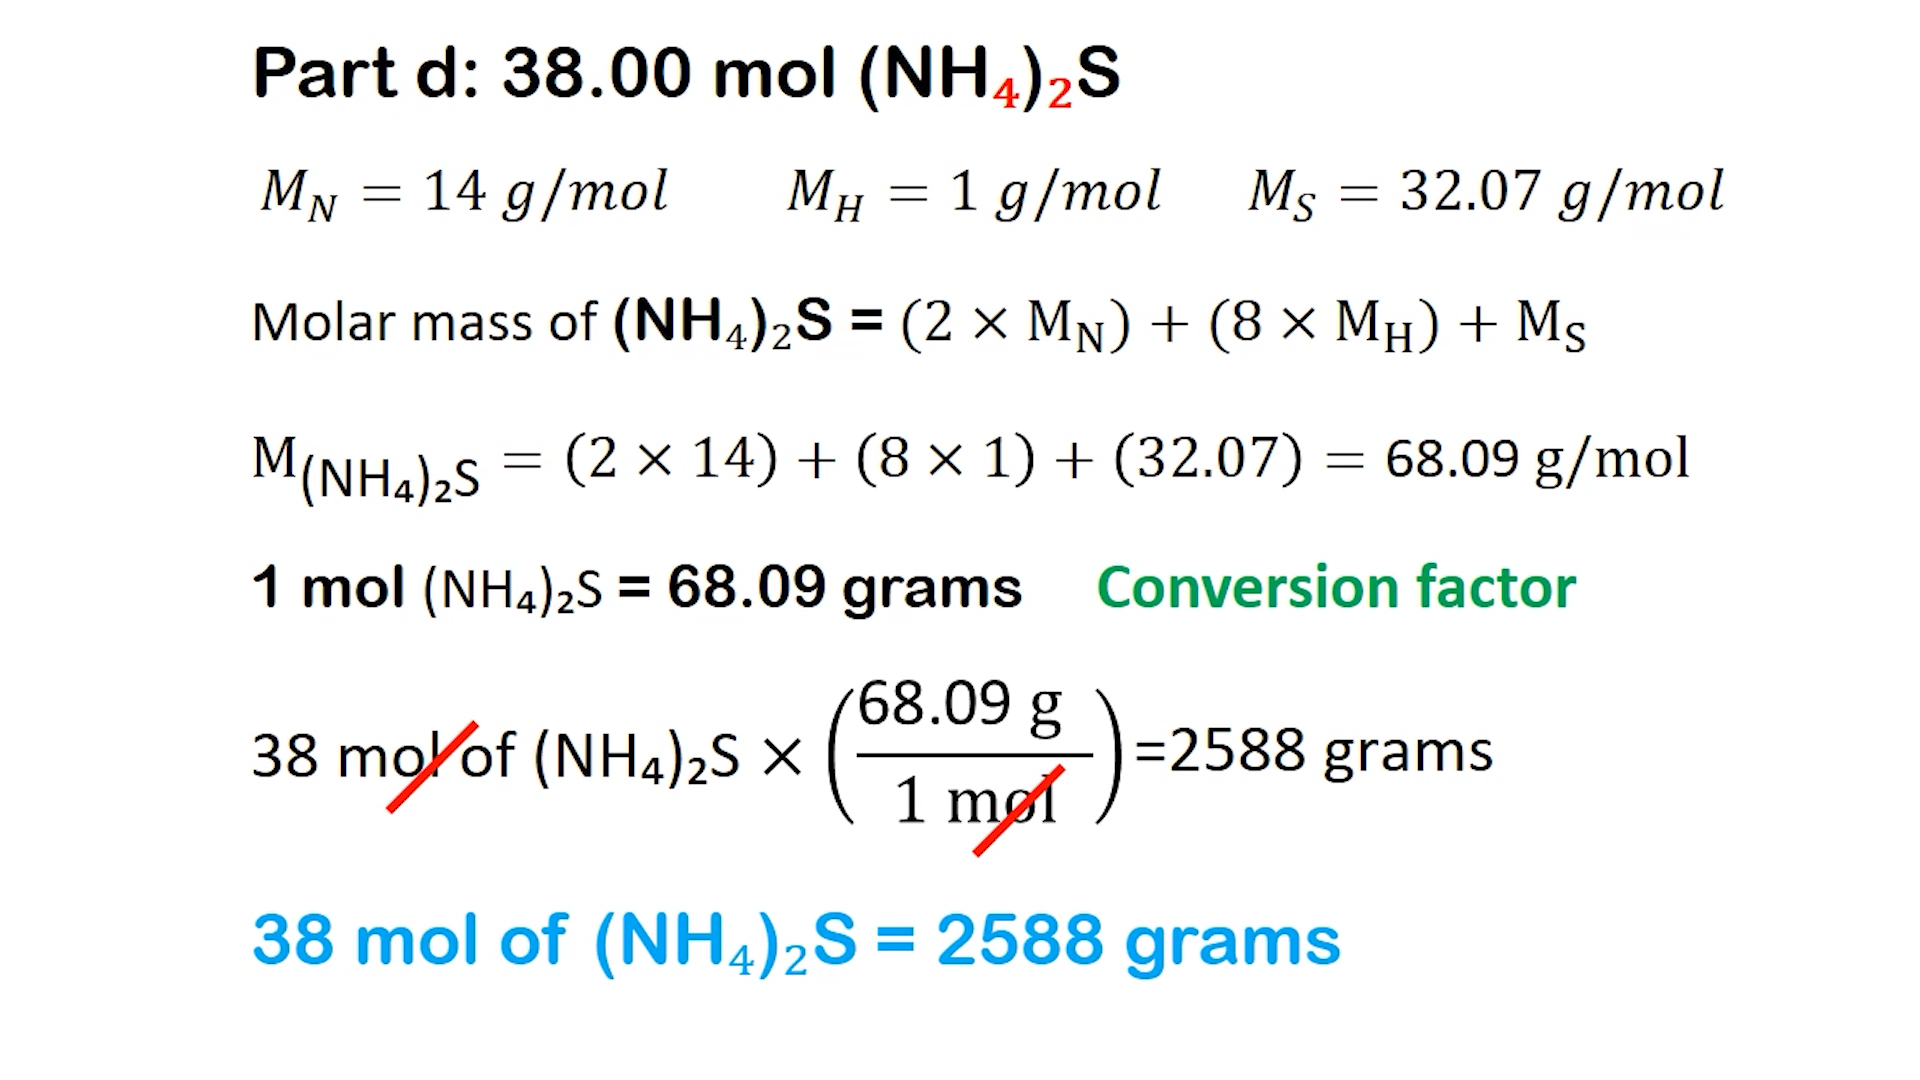 Part d: 38.00 mol (NH₄)₂S
M_N = 14 g/mol M_H = 1 g/mol M_S = 32.07 g/mol
Molar mass of (NH₄)₂S = (2 × M_N) + (8 × M_H) + M_S
M_(NH₄)₂S = (2 × 14) + (8 × 1) + (32.07) = 68.09 g/mol
1 mol (NH₄)₂S = 68.09 grams Conversion factor
38 mol of (NH₄)₂S × (68.09 g / 1 mol) =2588 grams
38 mol of (NH₄)₂S = 2588 grams